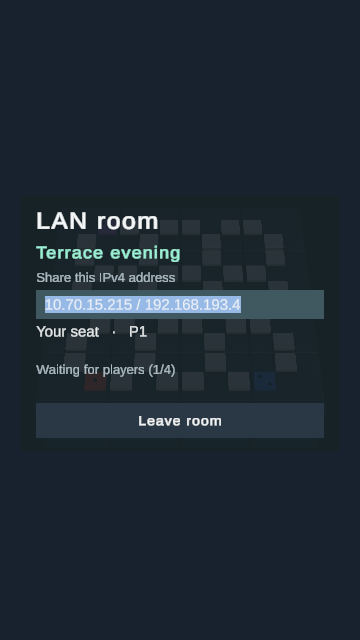 LAN room
Terrace evening
Share this IPv4 address
10.70.15.215 / 192.168.193.4
Your seat · P1
Waiting for players (1/4)
Leave room